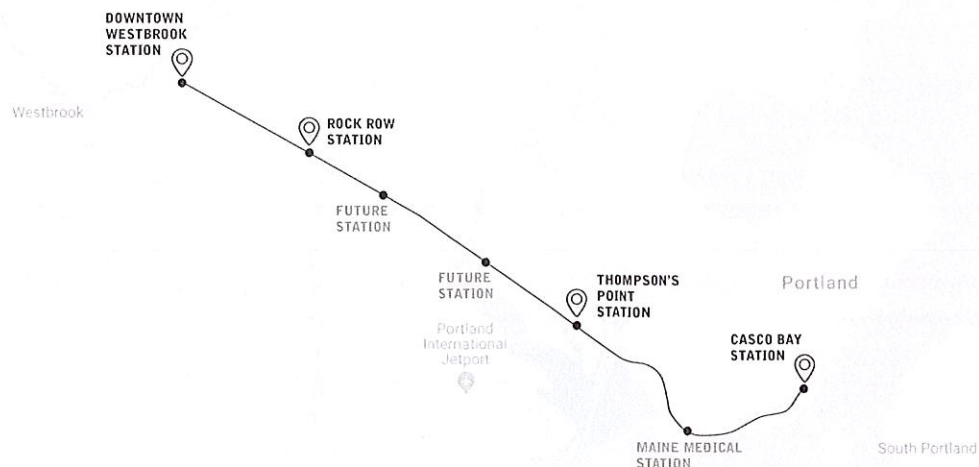 DOWNTOWN
WESTBROOK
STATION
Westbrook
ROCK ROW
STATION
FUTURE
STATION
FUTURE
STATION
THOMPSON'S
POINT
STATION
Portland
Portland
International
Jetport
CASCO BAY
STATION
MAINE MEDICAL
STATION
South Portland